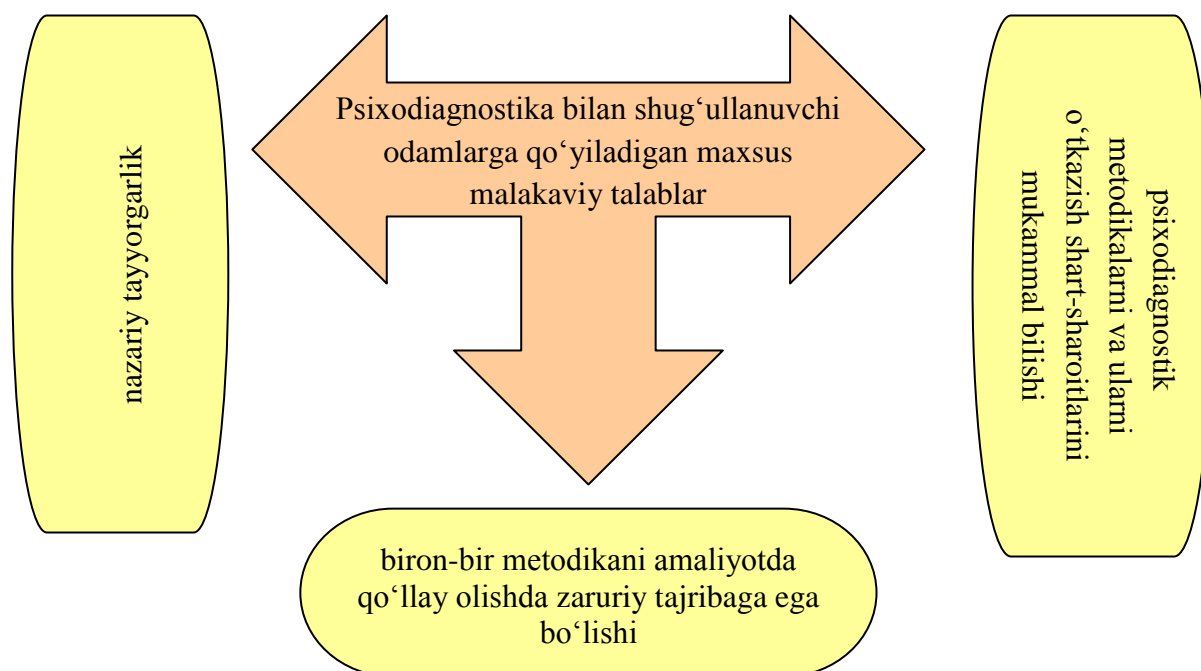 Psixodiagnostika bilan shug‘ullanuvchi
odamlarga qo‘yiladigan maxsus
malakaviy talablar
nazariy tayyorgarlik
psixodiagnostik
metodikalarni va ularni
o‘tkazish shart-sharoitlarini
mukammal bilishi
biron-bir metodikani amaliyotda
qo‘llay olishda zaruriy tajribaga ega
bo‘lishi